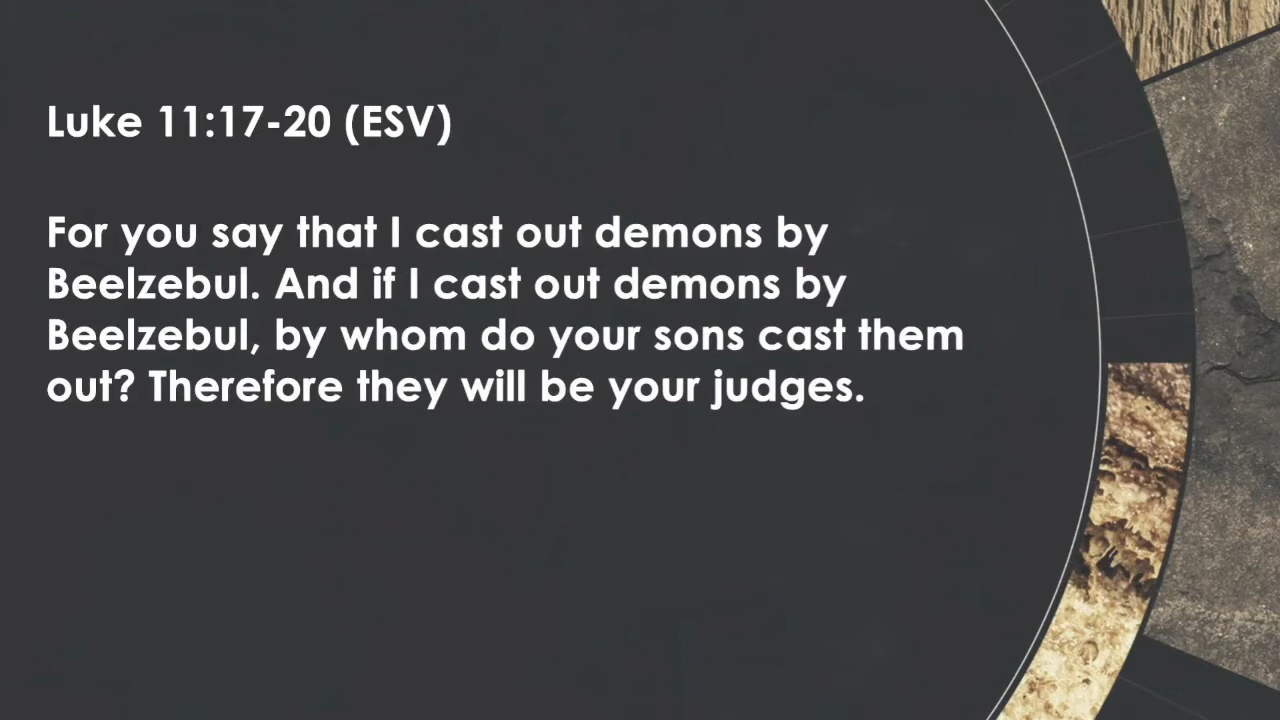 Luke 11:17-20 (ESV)
For you say that I cast out demons by
Beelzebul. And if I cast out demons by
Beelzebul, by whom do your sons cast them
out? Therefore they will be your judges.